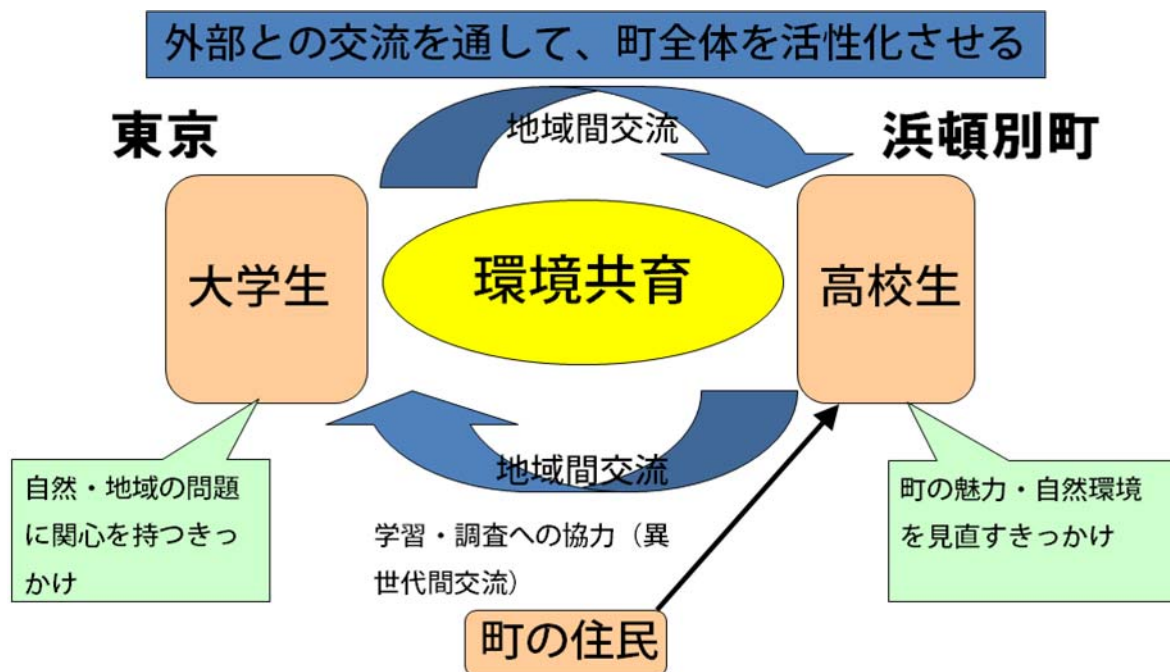 外部との交流を通して、町全体を活性化させる
東京
地域間交流
浜頓別町
大学生
環境共育
高校生
地域間交流
自然・地域の問題
に関心を持つきっ
かけ
町の魅力・自然環境
を見直すきっかけ
学習・調査への協力（異
世代間交流）
町の住民